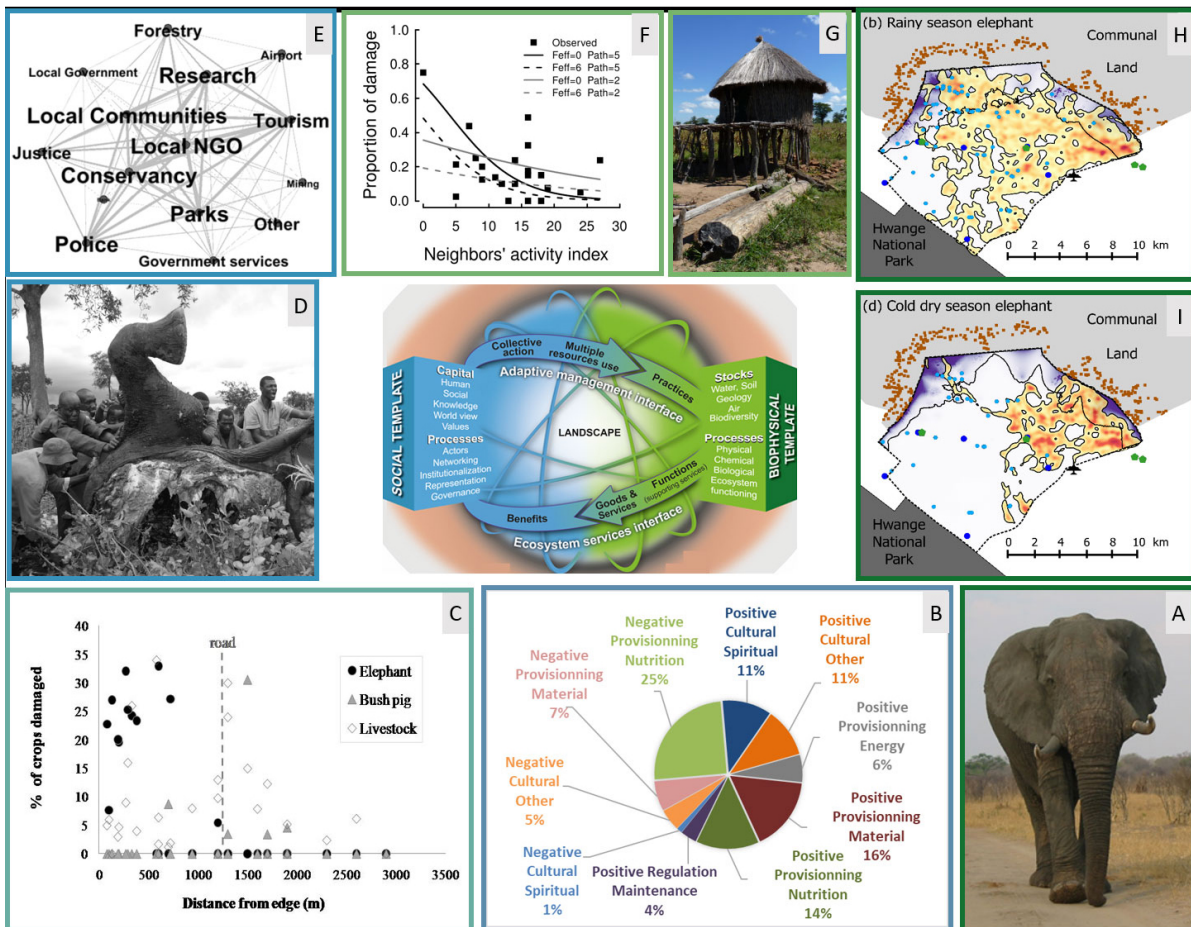 E
Forestry
Airport
Local Government
Research
Local Communities
Tourism
Local NGO
Justice
Conservancy
Mining
Parks
Other
Police
Government services
F
Proportion of damage
1.0
0.8
0.6
0.4
0.2
0.0
Observed
Feff=0 Path=5
Feff=6 Path=5
Feff=0 Path=2
Feff=6 Path=2
0 5 10 15 20 25 30
Neighbors' activity index
G
(b) Rainy season elephant
H
Communal
Land
Hwange
National
Park
0 2 4 6 8 10
km
D
SOCIAL TEMPLATE
Capital
Human
Social
Knowledge
World view
Values
Processes
Actors
Networking
Institutionalization
Representation
Governance
Collective
action
Multiple
resources use
Practices
Adaptive management interface
LANDSCAPE
Functions
(supporting services)
Goods &
Services
Benefits
Ecosystem services interface
Stocks
Water, Soil
Geology
Air
Biodiversity
Processes
Physical
Chemical
Biological
Ecosystem
functioning
BIOPHYSICAL
TEMPLATE
(d) Cold dry season elephant
I
Communal
Land
Hwange
National
Park
0 2 4 6 8 10
km
C
% of crops damaged
40
35
30
25
20
15
10
5
0
road
Elephant
Bush pig
Livestock
0 500 1000 1500 2000 2500 3000 3500
Distance from edge (m)
B
Negative
Provisionning
Nutrition
25%
Positive
Cultural
Spiritual
11%
Positive
Cultural
Other
11%
Positive
Provisionning
Energy
6%
Positive
Provisionning
Material
16%
Positive
Provisionning
Nutrition
14%
Positive Regulation
Maintenance
4%
Negative
Cultural
Spiritual
1%
Negative
Cultural
Other
5%
Negative
Provisionning
Material
7%
A